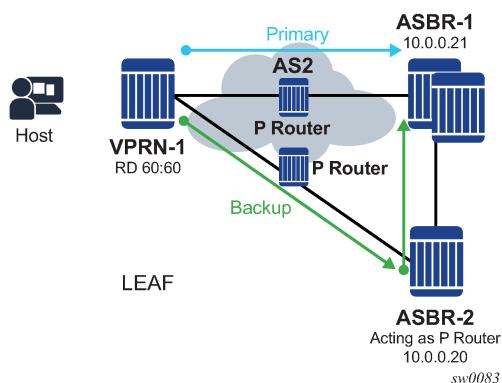 Primary
ASBR-1
10.0.0.21
AS2
P Router
Host
VPRN-1
RD 60:60
P Router
Backup
LEAF
ASBR-2
Acting as P Router
10.0.0.20
sw0083